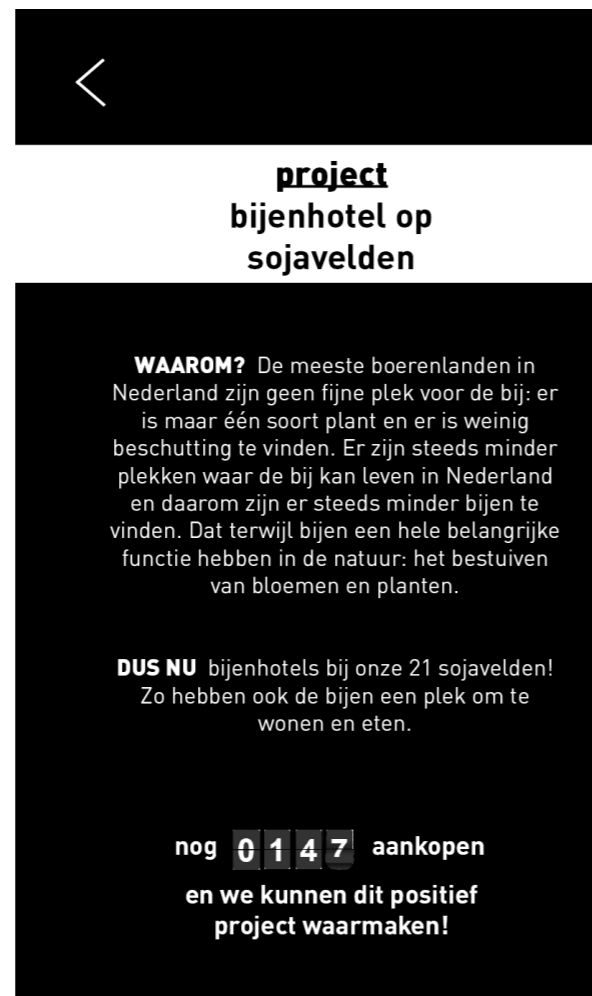 project
bijenhotel op
sojavelden
WAAROM? De meeste boerenlanden in
Nederland zijn geen fijne plek voor de bij: er
is maar één soort plant en er is weinig
beschutting te vinden. Er zijn steeds minder
plekken waar de bij kan leven in Nederland
en daarom zijn er steeds minder bijen te
vinden. Dat terwijl bijen een hele belangrijke
functie hebben in de natuur: het bestuiven
van bloemen en planten.
DUS NU bijenhotels bij onze 21 sojavelden!
Zo hebben ook de bijen een plek om te
wonen en eten.
nog 0147 aankopen
en we kunnen dit positief
project waarmaken!